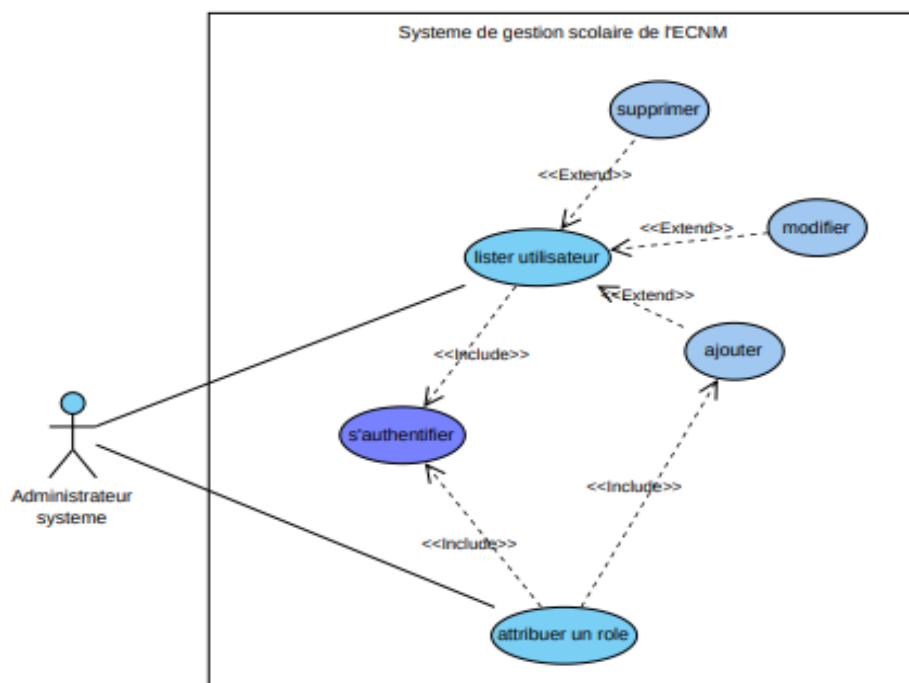 Systeme de gestion scolaire de l'ECNM
supprimer
<<Extend>>
<<Extend>>
modifier
lister utilisateur
<<Extend>>
ajouter
<<Include>>
s'authentifier
<<Include>>
Administrateur
systeme
<<Include>>
attribuer un role